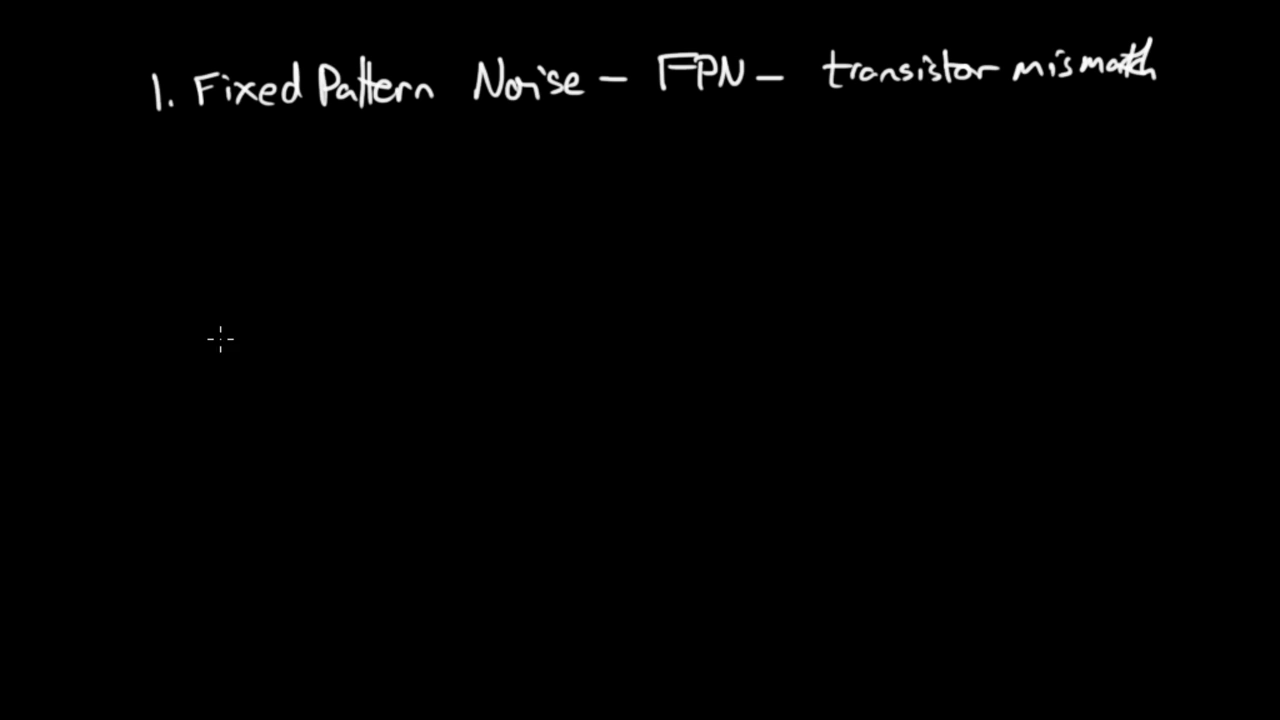 1. Fixed Pattern Noise – FPN – transistor mismatch